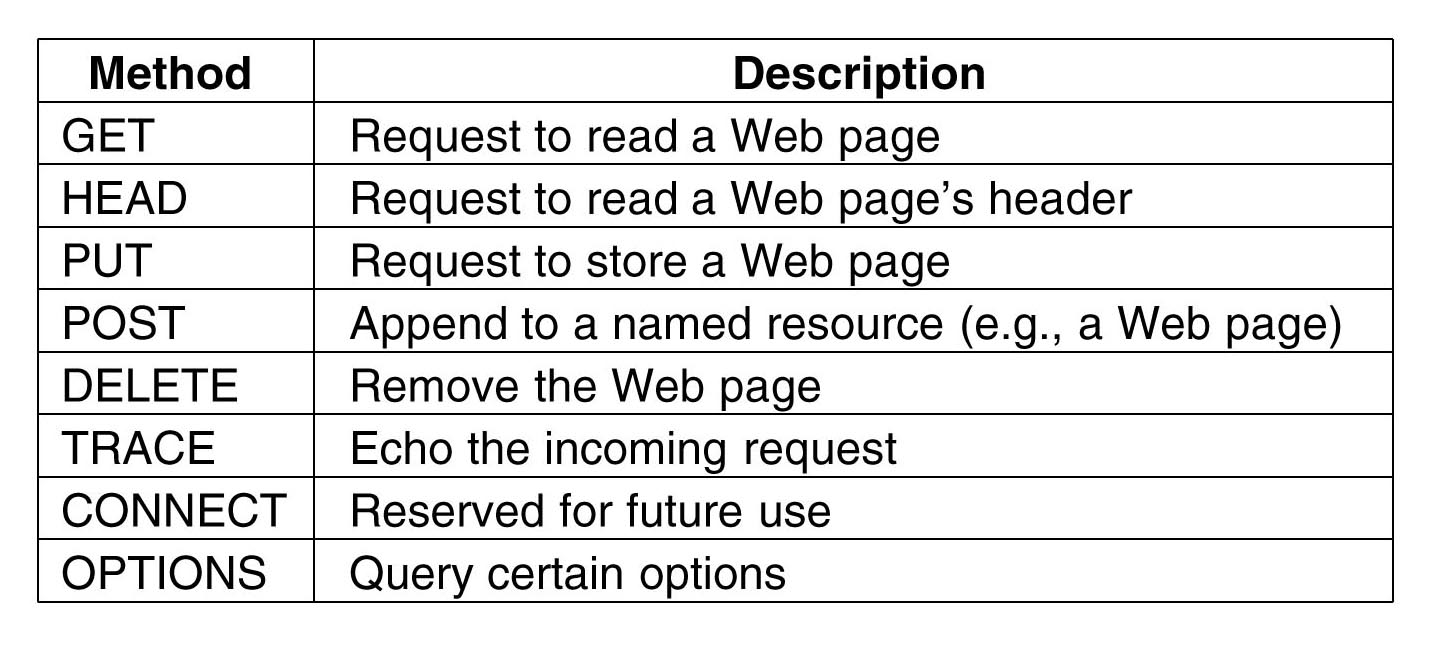 Method Description
GET Request to read a Web page
HEAD Request to read a Web page’s header
PUT Request to store a Web page
POST Append to a named resource (e.g., a Web page)
DELETE Remove the Web page
TRACE Echo the incoming request
CONNECT Reserved for future use
OPTIONS Query certain options